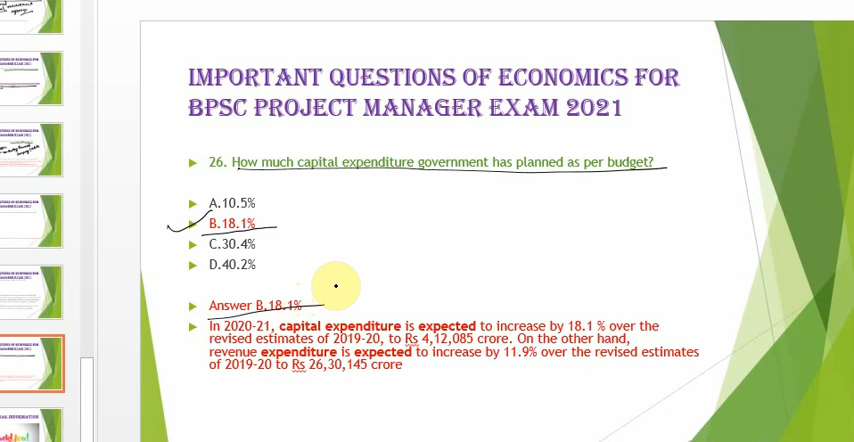 IMPORTANT QUESTIONS OF ECONOMICS FOR
BPSC PROJECT MANAGER EXAM 2021
26. How much capital expenditure government has planned as per budget?
A.10.5%
B.18.1%
C.30.4%
D.40.2%
Answer B.18.1%
In 2020-21, capital expenditure is expected to increase by 18.1 % over the
revised estimates of 2019-20, to Rs 4,12,085 crore. On the other hand,
revenue expenditure is expected to increase by 11.9% over the revised estimates
of 2019-20 to Rs 26,30,145 crore